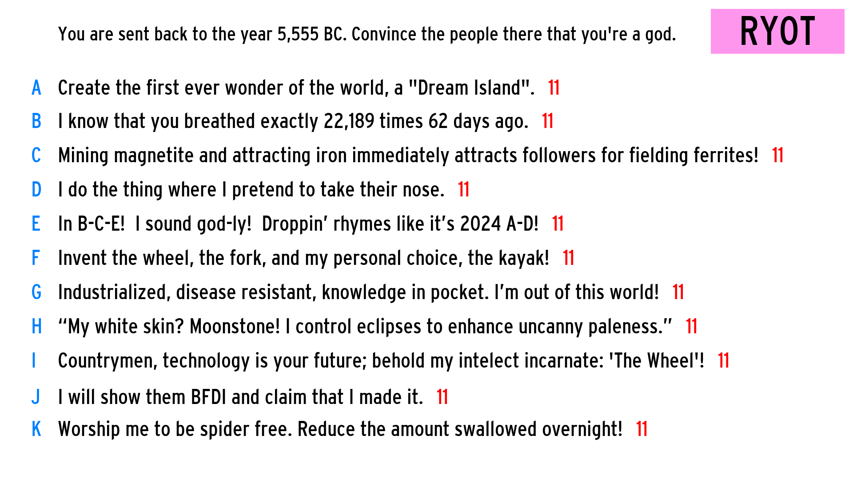 You are sent back to the year 5,555 BC. Convince the people there that you're a god.
RYOT
A Create the first ever wonder of the world, a "Dream Island". 11
B I know that you breathed exactly 22,189 times 62 days ago. 11
C Mining magnetite and attracting iron immediately attracts followers for fielding ferrites! 11
D I do the thing where I pretend to take their nose. 11
E In B-C-E! I sound god-ly! Droppin’ rhymes like it’s 2024 A-D! 11
F Invent the wheel, the fork, and my personal choice, the kayak! 11
G Industrialized, disease resistant, knowledge in pocket. I’m out of this world! 11
H “My white skin? Moonstone! I control eclipses to enhance uncanny paleness.” 11
I Countrymen, technology is your future; behold my intelect incarnate: 'The Wheel'! 11
J I will show them BFDI and claim that I made it. 11
K Worship me to be spider free. Reduce the amount swallowed overnight! 11